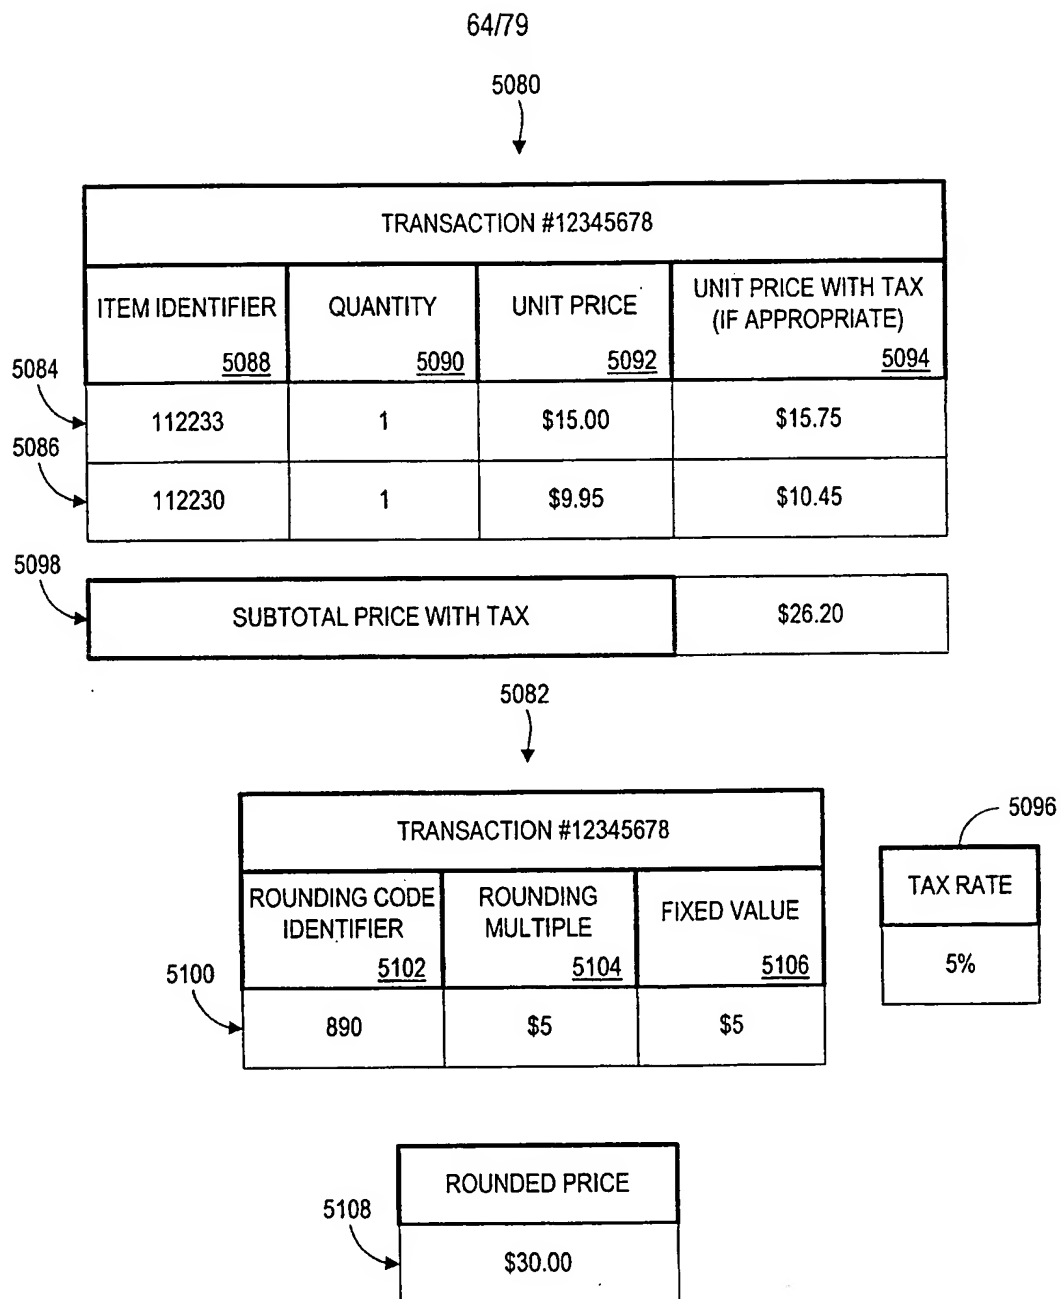 64/79
5080
TRANSACTION #12345678
ITEM IDENTIFIER
5088
QUANTITY
5090
UNIT PRICE
5092
UNIT PRICE WITH TAX
(IF APPROPRIATE)
5094
5084
112233
1
$15.00
$15.75
5086
112230
1
$9.95
$10.45
5098
SUBTOTAL PRICE WITH TAX
$26.20
5082
TRANSACTION #12345678
ROUNDING CODE
IDENTIFIER
5102
ROUNDING
MULTIPLE
5104
FIXED VALUE
5106
5100
890
$5
$5
5096
TAX RATE
5%
ROUNDED PRICE
5108
$30.00